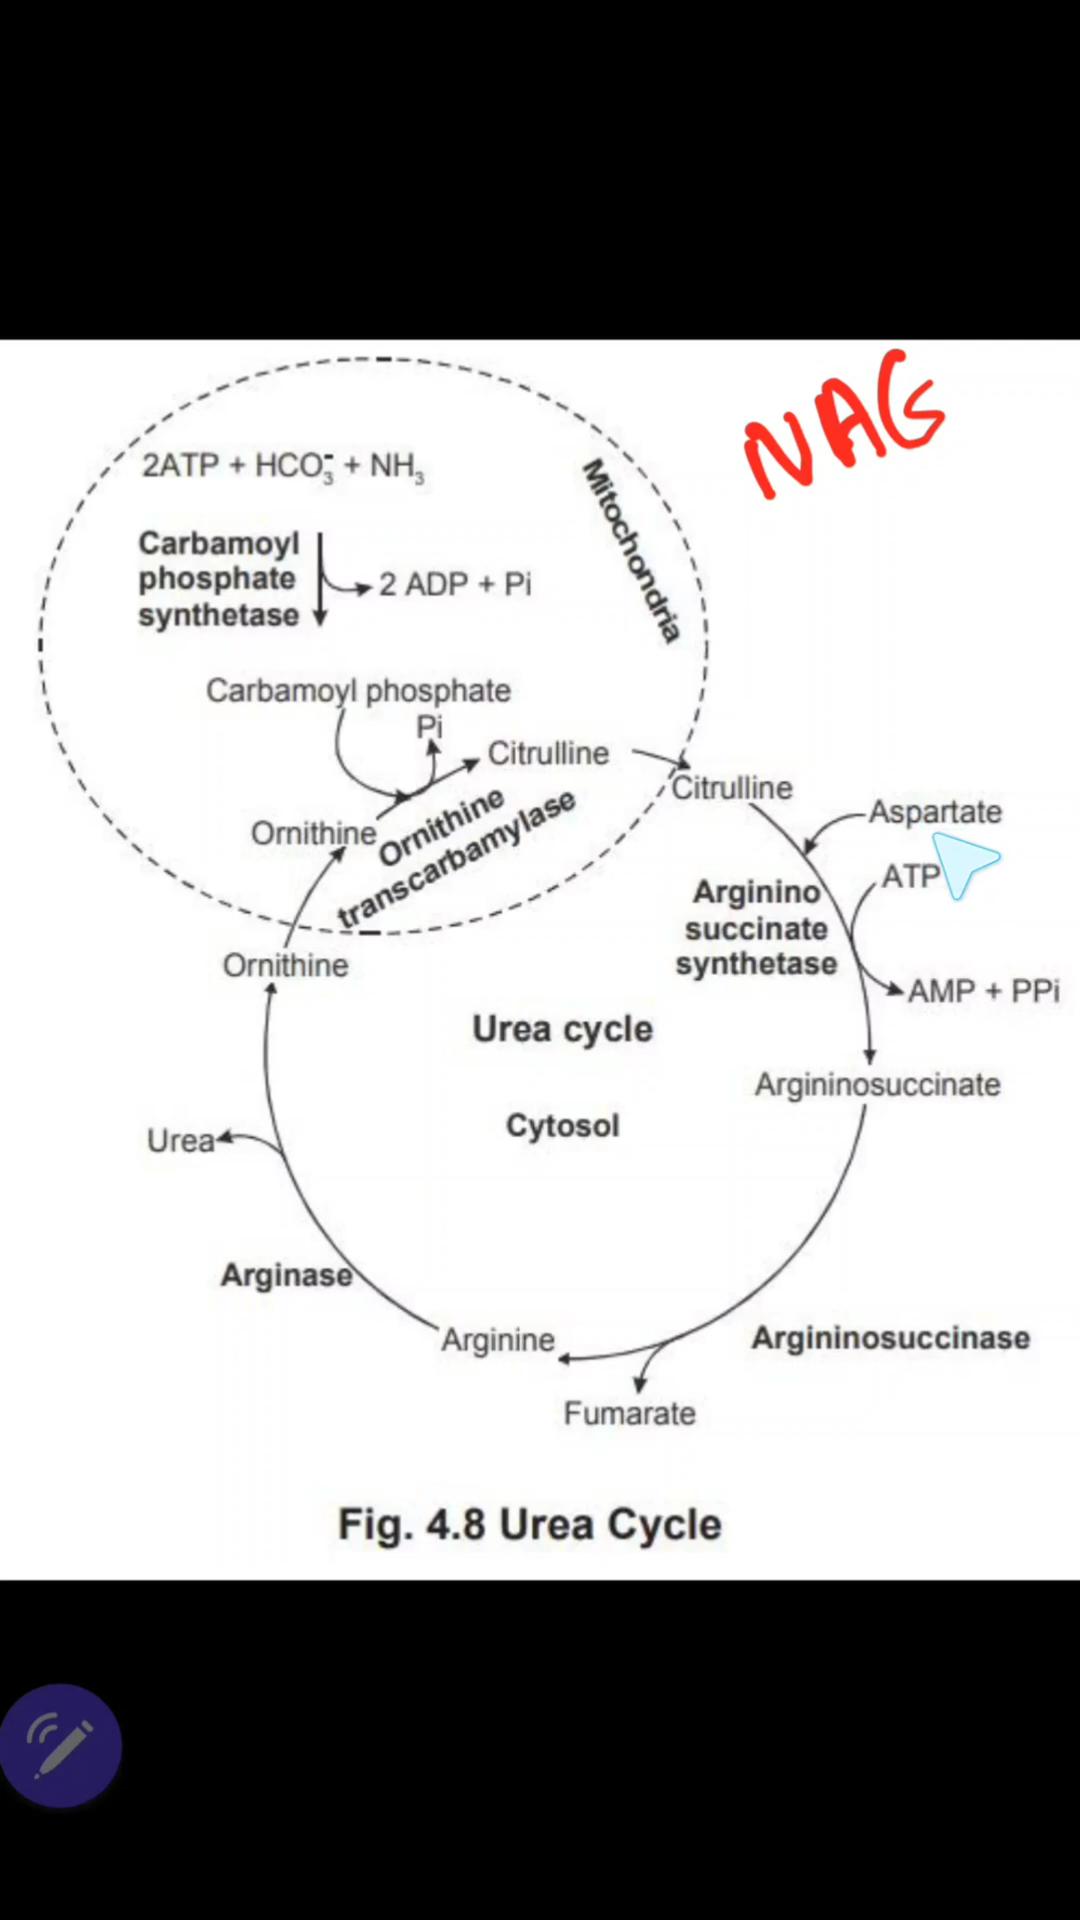 NAG
2ATP + HCO₃⁻ + NH₃
Mitochondria
Carbamoyl
phosphate
synthetase
2 ADP + Pi
Carbamoyl phosphate
Pi
Citrulline
Citrulline
Ornithine
Ornithine
transcarbamylase
Aspartate
ATP
Arginino
succinate
synthetase
AMP + PPi
Ornithine
Urea cycle
Argininosuccinate
Cytosol
Urea
Arginase
Arginine
Argininosuccinase
Fumarate
Fig. 4.8 Urea Cycle